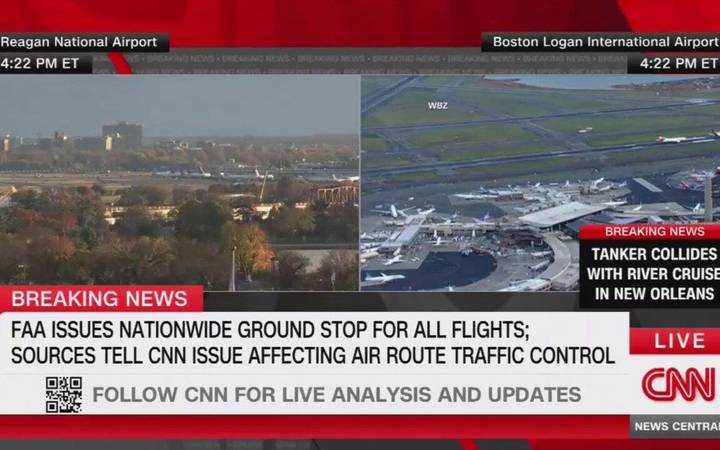 Reagan National Airport
4:22 PM ET
Boston Logan International Airport
4:22 PM ET
WBZ
BREAKING NEWS
TANKER COLLIDES
WITH RIVER CRUISE
IN NEW ORLEANS
BREAKING NEWS
FAA ISSUES NATIONWIDE GROUND STOP FOR ALL FLIGHTS;
SOURCES TELL CNN ISSUE AFFECTING AIR ROUTE TRAFFIC CONTROL
FOLLOW CNN FOR LIVE ANALYSIS AND UPDATES
LIVE
CNN
NEWS CENTRAL